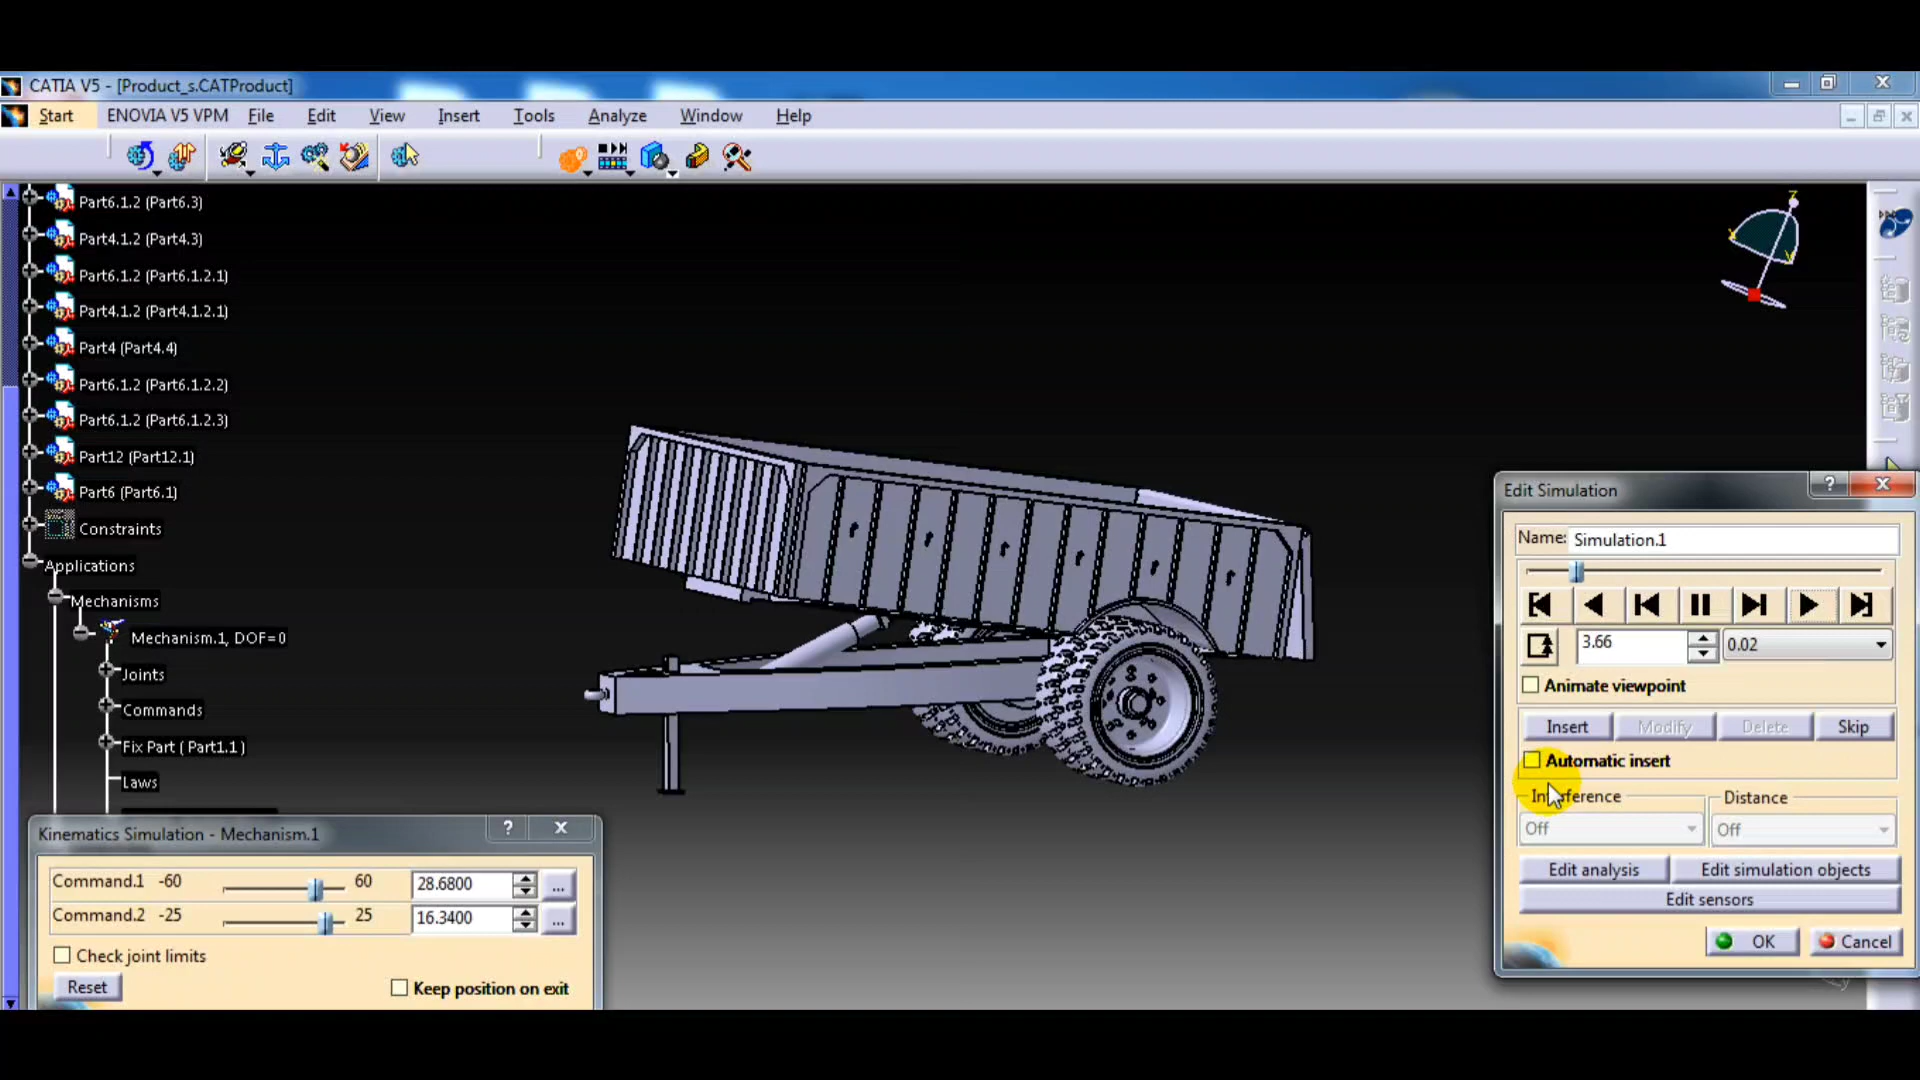 CATIA V5 - [Product_s.CATProduct]
Start ENOVIA V5 VPM File Edit View Insert Tools Analyze Window Help
Part6.1.2 (Part6.3)
Part4.1.2 (Part4.3)
Part6.1.2 (Part6.1.2.1)
Part4.1.2 (Part4.1.2.1)
Part4 (Part4.4)
Part6.1.2 (Part6.1.2.2)
Part6.1.2 (Part6.1.2.3)
Part12 (Part12.1)
Part6 (Part6.1)
Constraints
Applications
Mechanisms
Mechanism.1, DOF=0
Joints
Commands
Fix Part ( Part1.1 )
Laws
Kinematics Simulation - Mechanism.1
Command.1 -60 60 28.6800 ...
Command.2 -25 25 16.3400 ...
Check joint limits
Reset
Keep position on exit
z
Edit Simulation
Name: Simulation.1
3.66 0.02
Animate viewpoint
Insert Modify Delete Skip
Automatic insert
Interference Distance
Off Off
Edit analysis Edit simulation objects
Edit sensors
OK Cancel